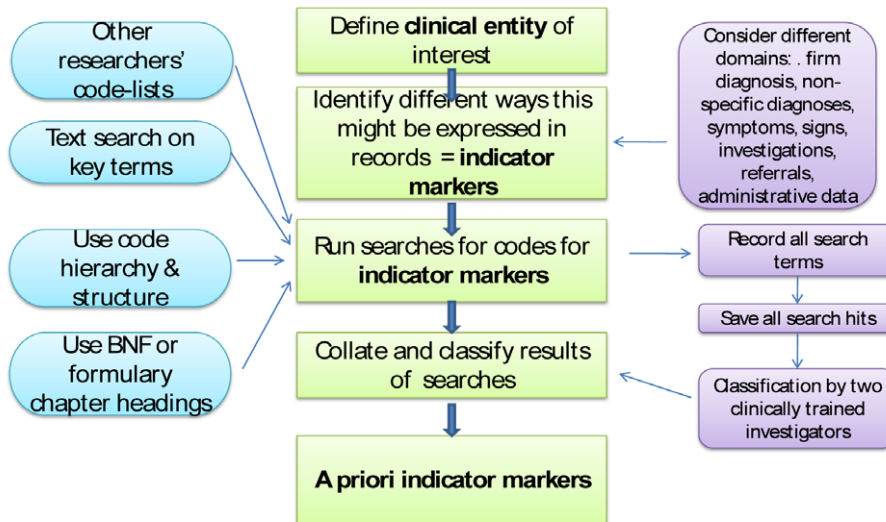 Other
researchers'
code-lists
Text search on
key terms
Use code
hierarchy &
structure
Use BNF or
formulary
chapter headings
Define clinical entity of
interest
Identify different ways this
might be expressed in
records = indicator
markers
Run searches for codes for
indicator markers
Collate and classify results
of searches
A priori indicator markers
Consider different
domains: . firm
diagnosis, non-
specific diagnoses,
symptoms, signs,
investigations,
referrals,
administrative data
Record all search
terms
Save all search hits
Classification by two
clinically trained
investigators